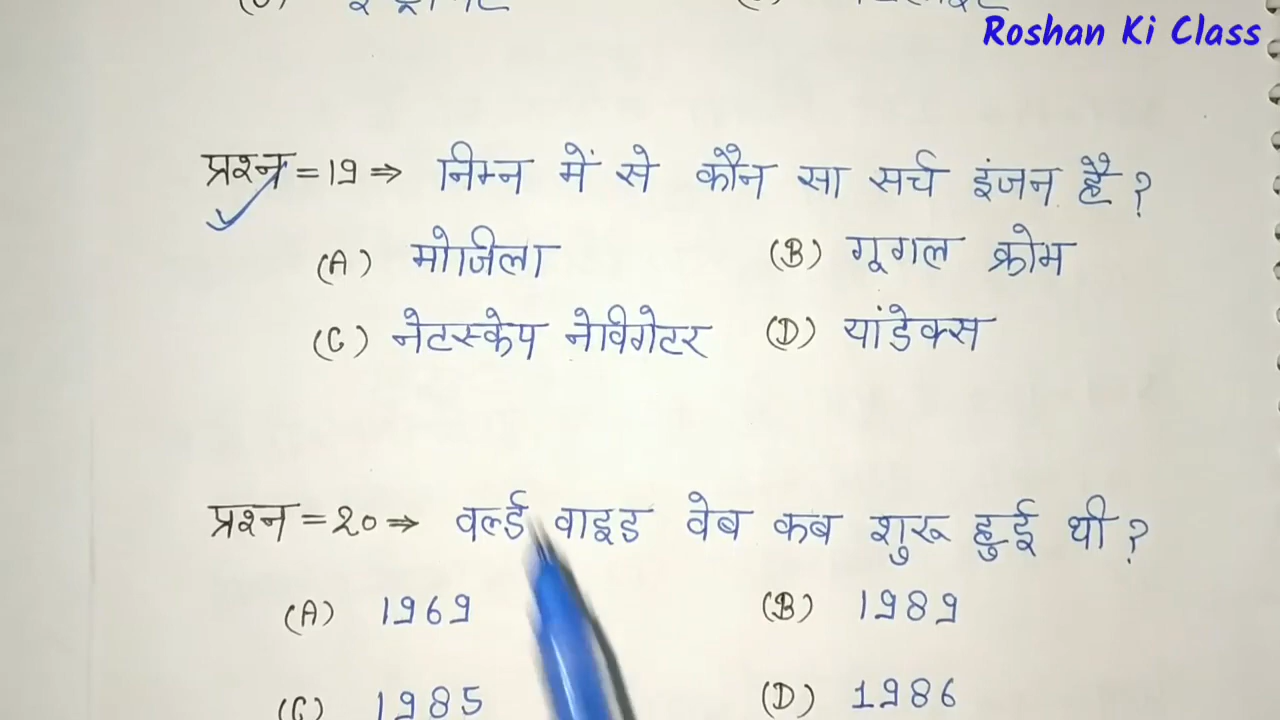 Roshan Ki Class
प्रश्न = 19 ⇒ निम्न में से कौन सा सर्च इंजन है ?
(A) मोजिला (B) गूगल क्रोम
(C) नेटस्केप नेविगेटर (D) यांडेक्स
प्रश्न = 20 ⇒ वर्ल्ड वाइड वेब कब शुरू हुई थी ?
(A) 1969 (B) 1989
(C) 1985 (D) 1986